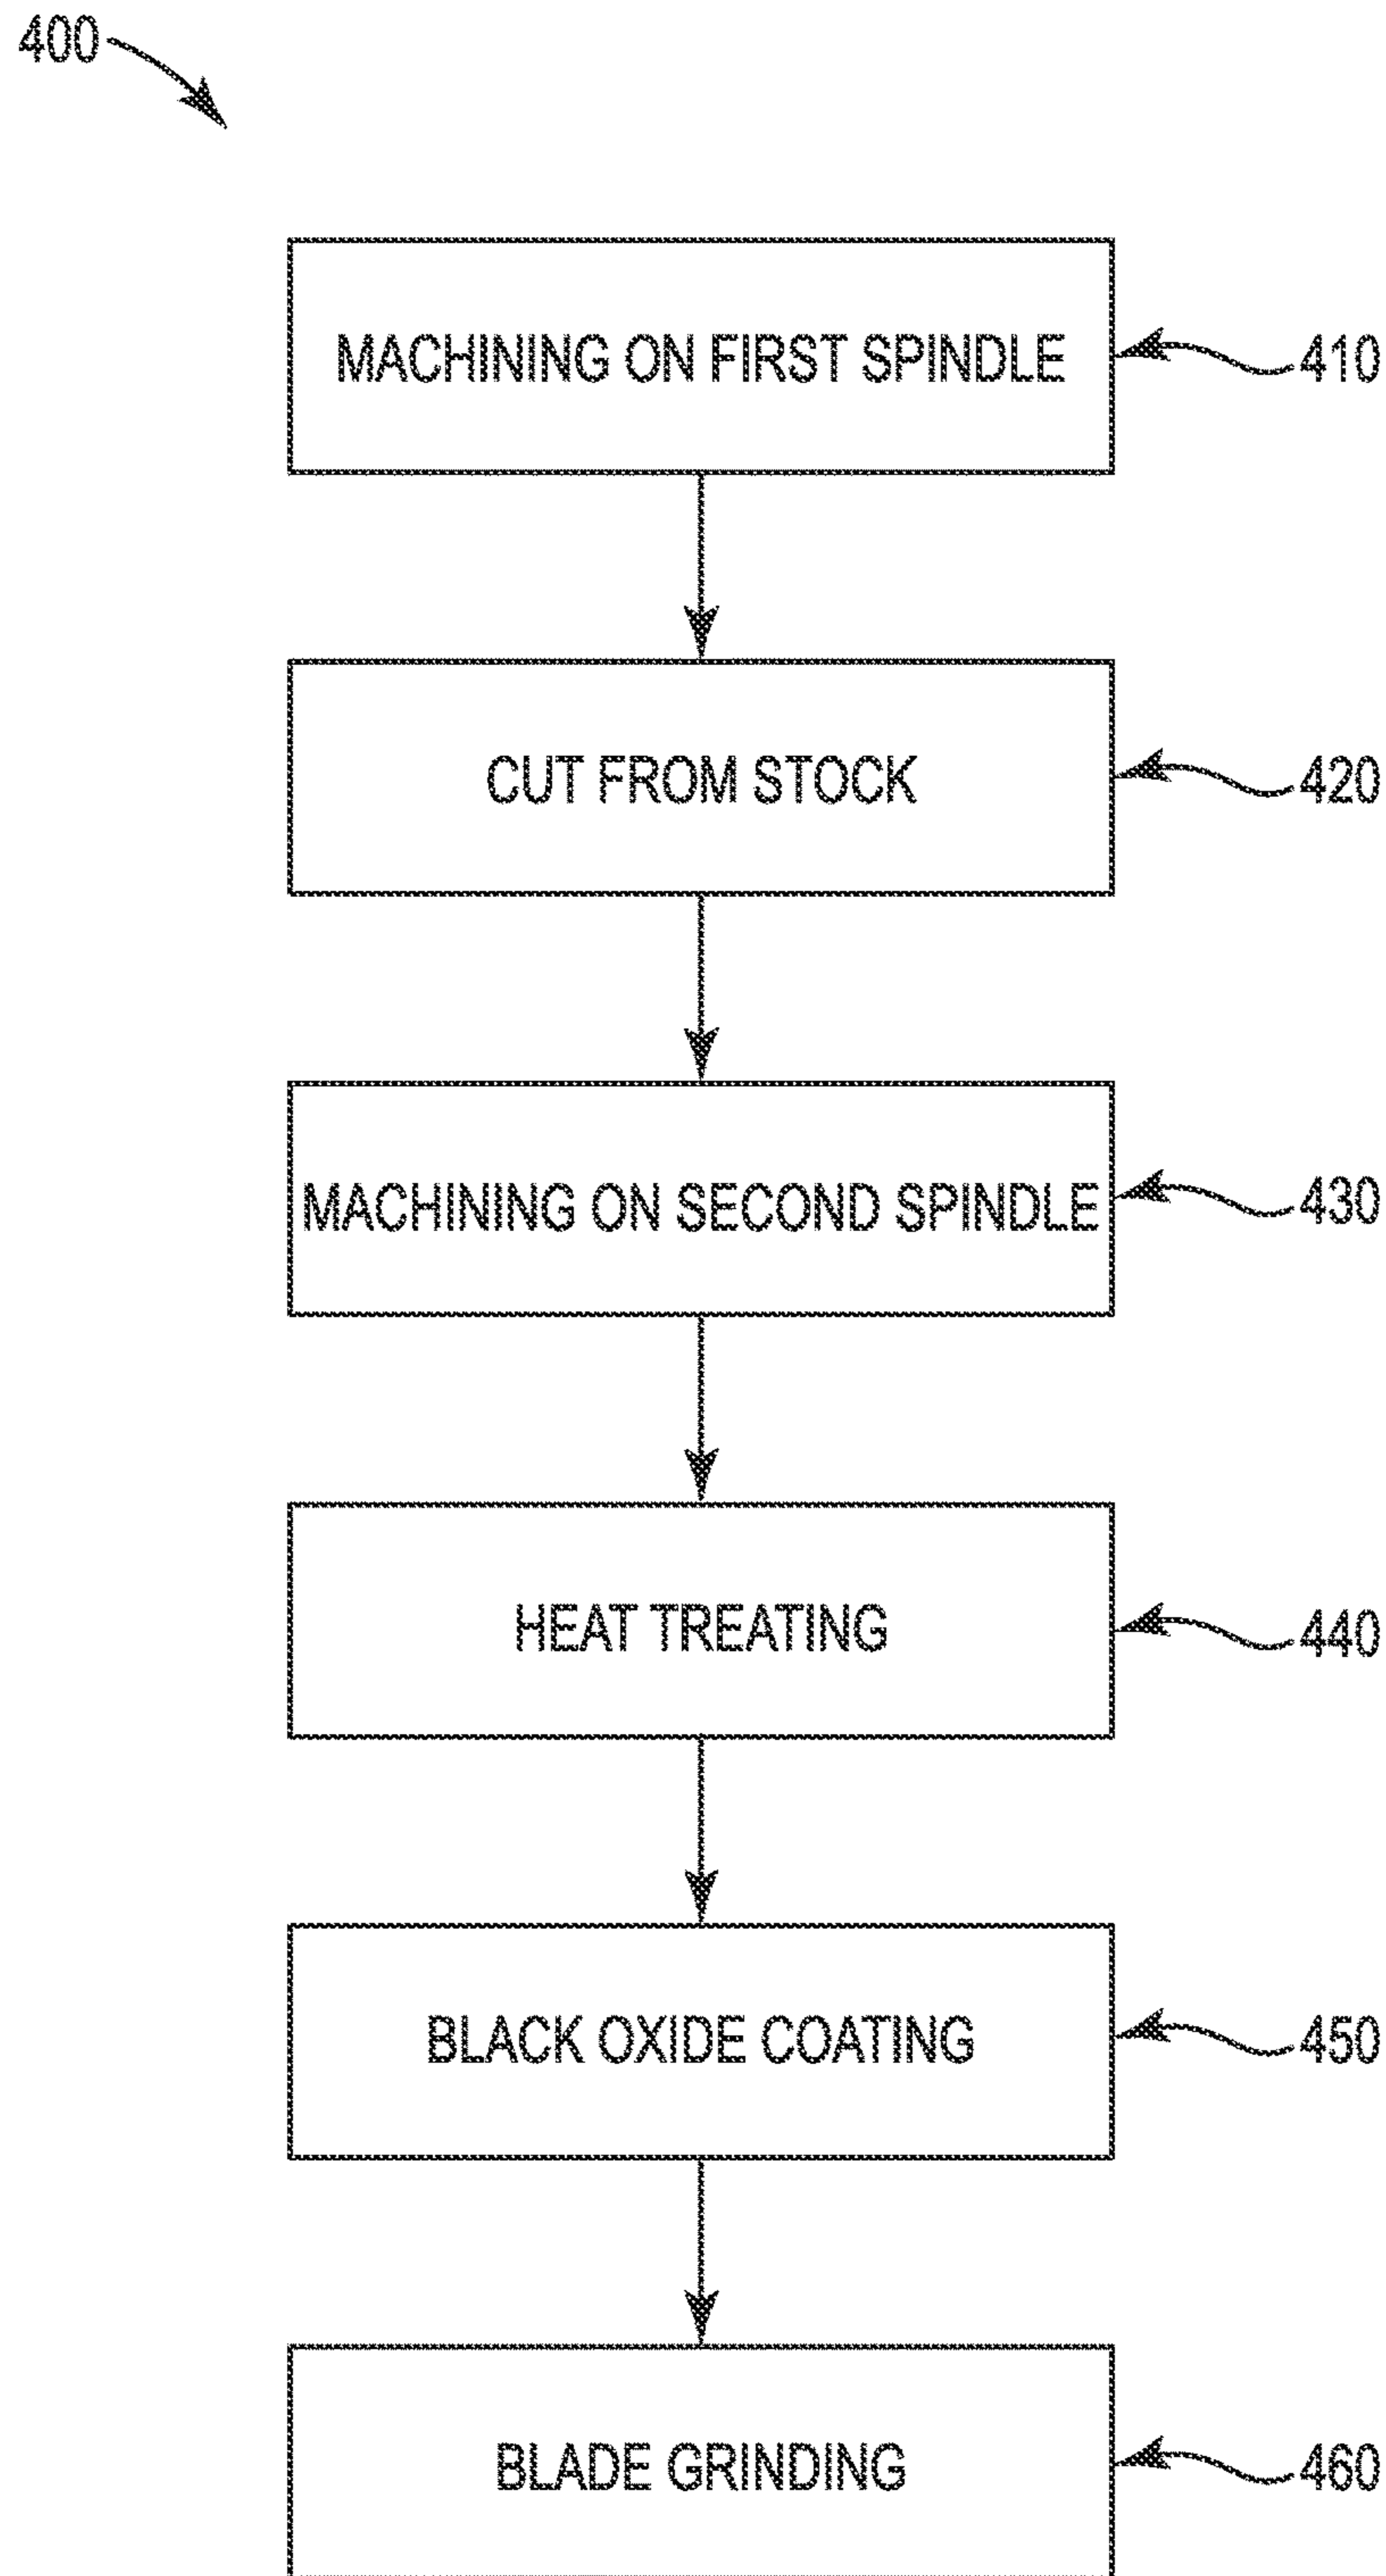 400
MACHINING ON FIRST SPINDLE
410
CUT FROM STOCK
420
MACHINING ON SECOND SPINDLE
430
HEAT TREATING
440
BLACK OXIDE COATING
450
BLADE GRINDING
460